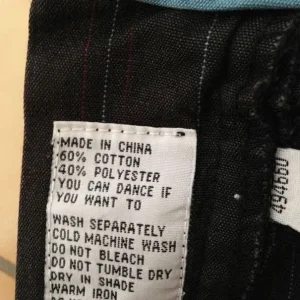 MADE IN CHINA
60% COTTON
40% POLYESTER
YOU CAN DANCE IF
YOU WANT TO
WASH SEPARATELY
COLD MACHINE WASH
DO NOT BLEACH
DO NOT TUMBLE DRY
DRY IN SHADE
WARM IRON
494660